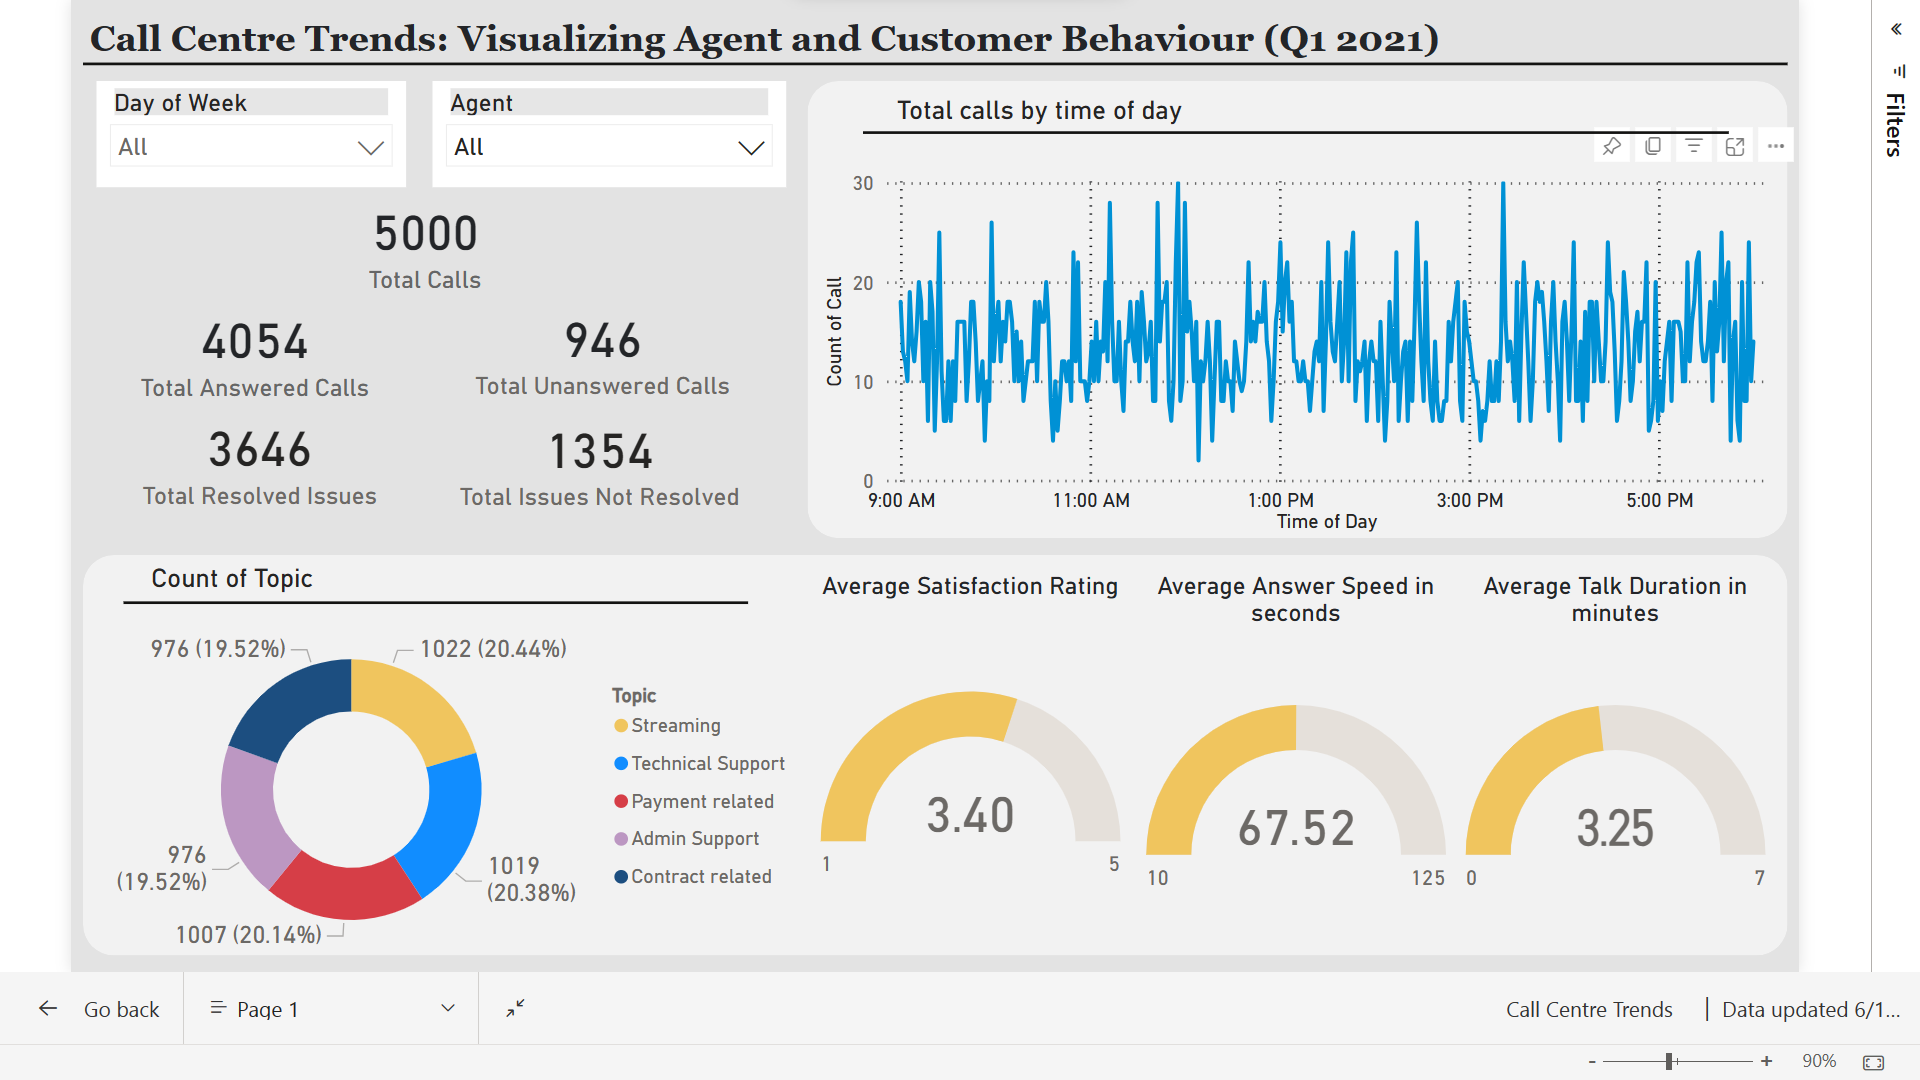 Call Centre Trends: Visualizing Agent and Customer Behaviour (Q1 2021)
Filters
Day of Week
All
Agent
All
5000
Total Calls
4054
Total Answered Calls
946
Total Unanswered Calls
3646
Total Resolved Issues
1354
Total Issues Not Resolved
Total calls by time of day
Count of Call
30
20
10
0
9:00 AM
11:00 AM
1:00 PM
3:00 PM
5:00 PM
Time of Day
Count of Topic
976 (19.52%)
1022 (20.44%)
976
(19.52%)
1019
(20.38%)
1007 (20.14%)
Topic
Streaming
Technical Support
Payment related
Admin Support
Contract related
Average Satisfaction Rating
3.40
1
5
Average Answer Speed in
seconds
67.52
10
125
Average Talk Duration in
minutes
3.25
0
7
Go back
Page 1
Call Centre Trends
| Data updated 6/1...
- +
90%